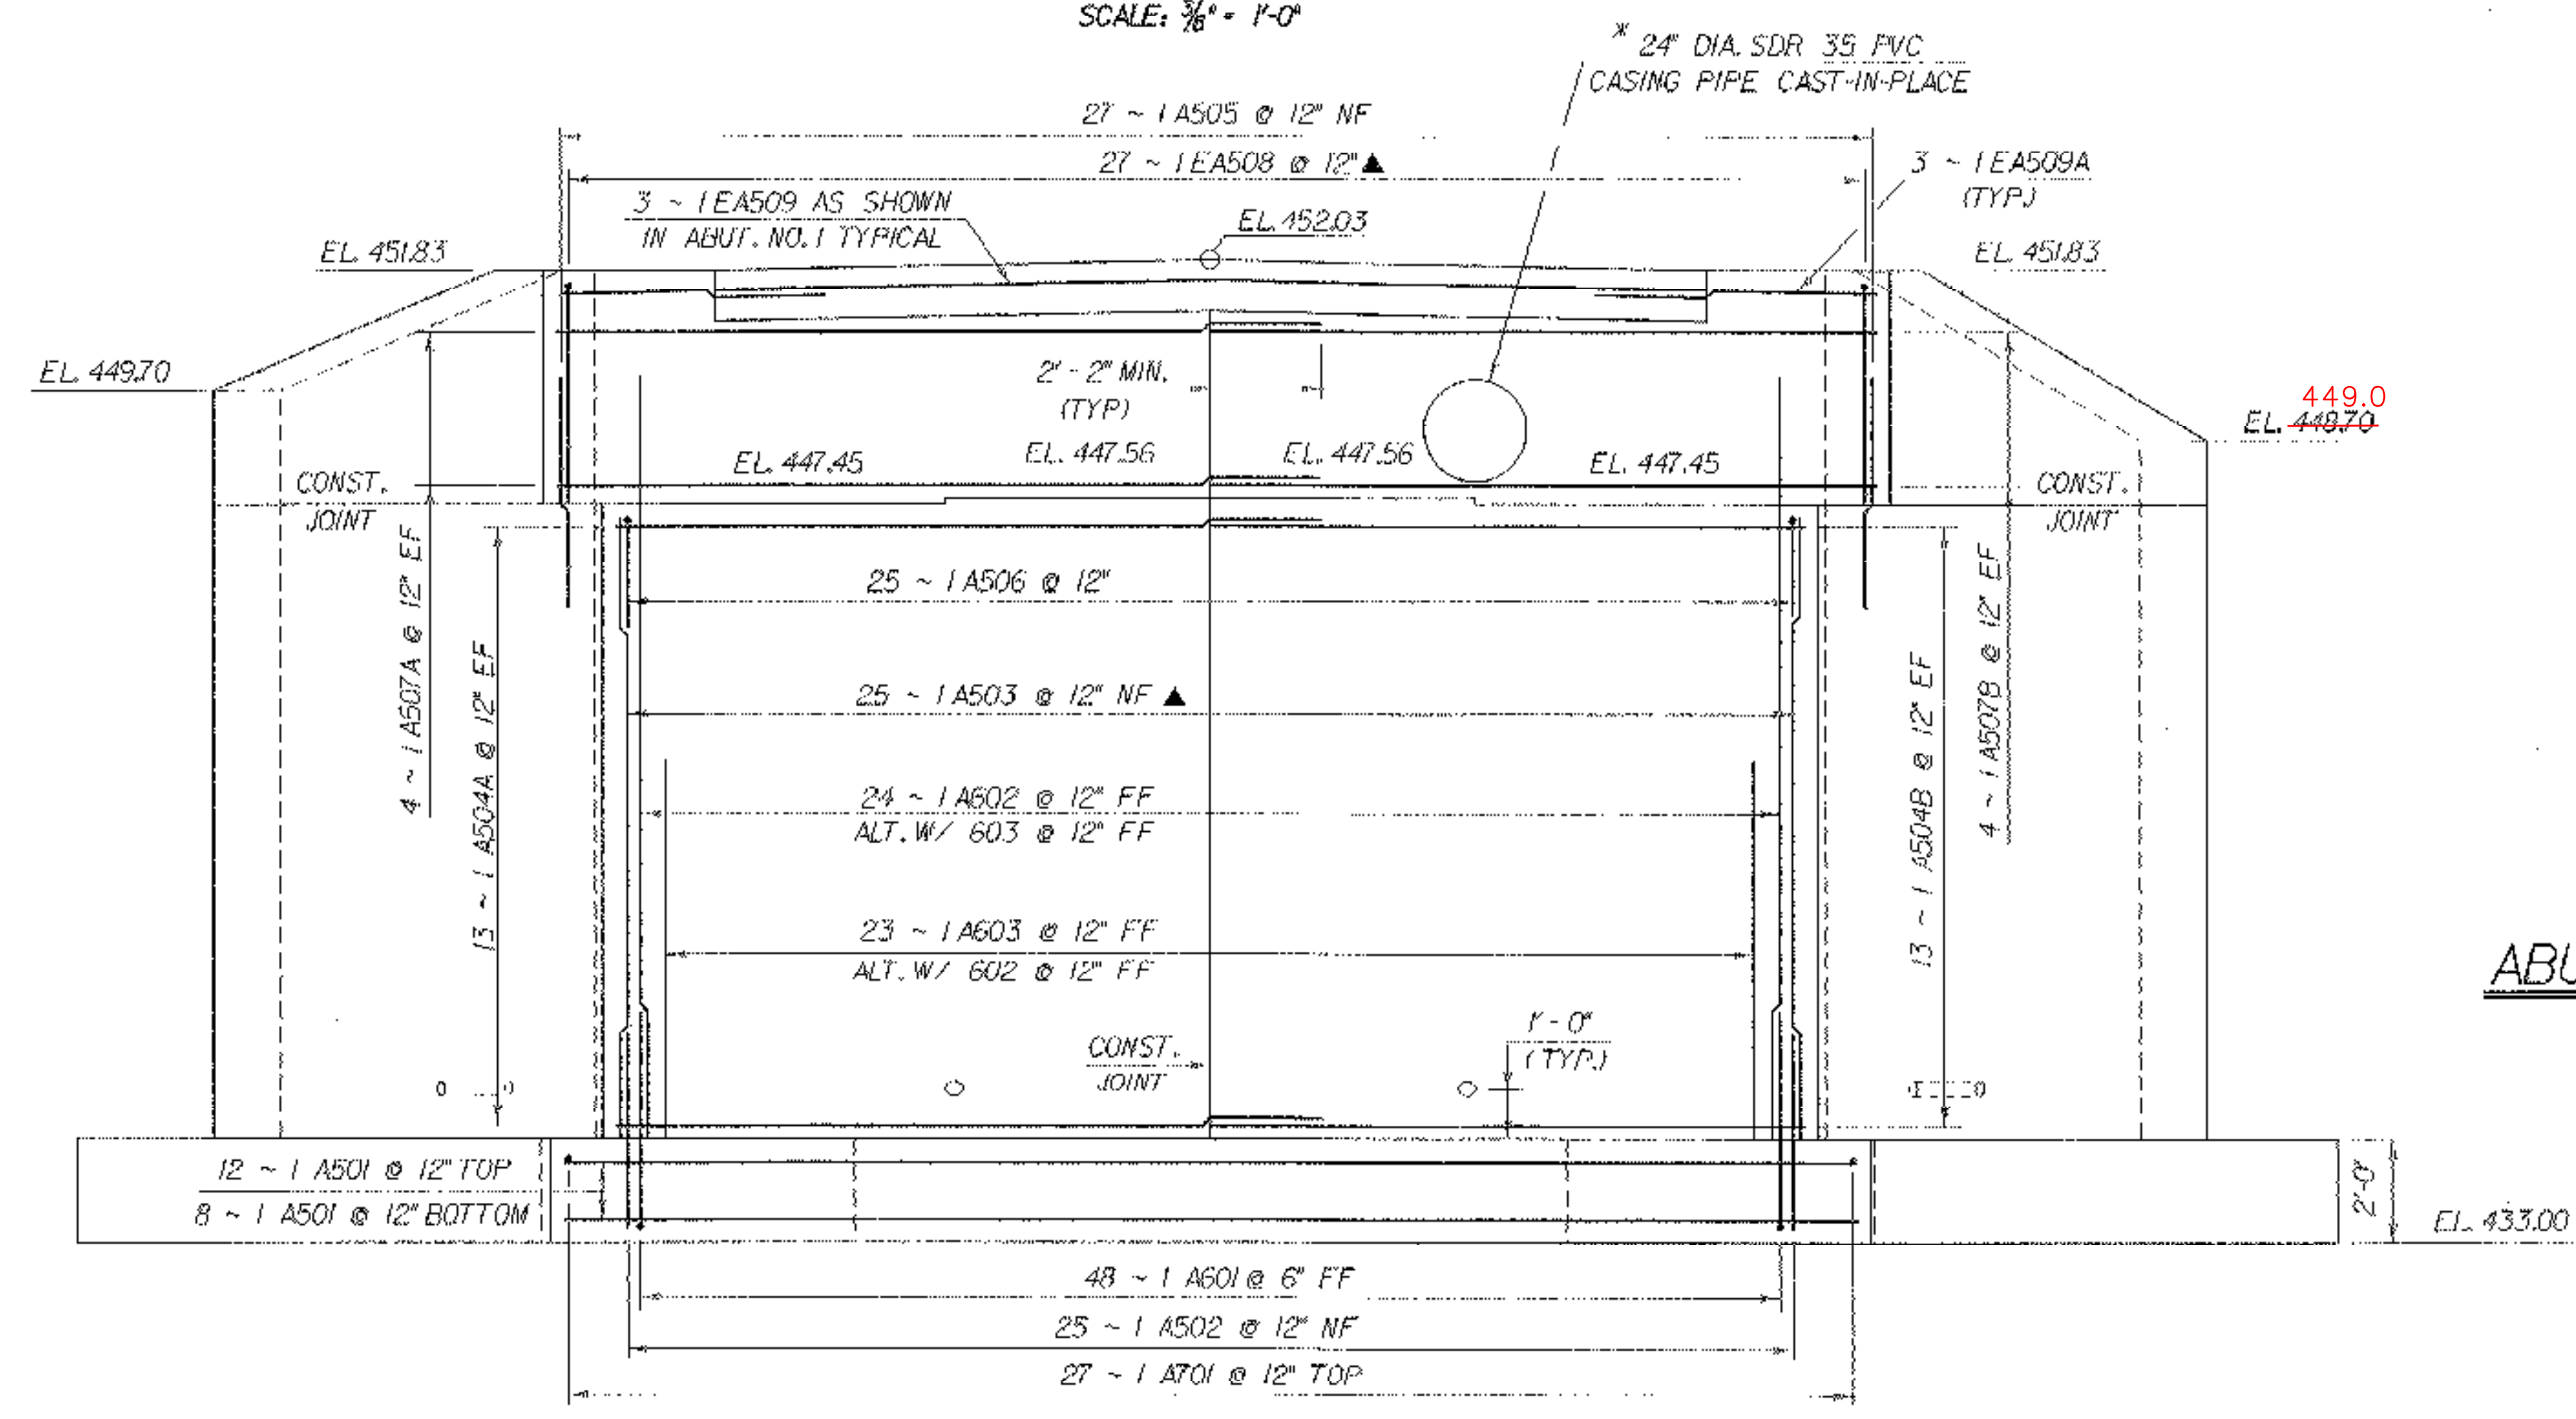 SCALE: 3/8" = 1'-0"
* 24" DIA. SDR 35 PVC
CASING PIPE CAST-IN-PLACE
27 ~ 1 A505 @ 12" NF
27 ~ 1 EA508 @ 12" ▲
3 ~ 1 EA509A
(TYP.)
3 ~ 1 EA509 AS SHOWN
IN ABUT. NO. 1 TYPICAL
EL. 452.03
EL. 451.83
EL. 451.83
EL. 449.70
2' - 2" MIN.
(TYP)
449.0
EL. 448.70
EL. 447.45
EL. 447.56
EL. 447.56
EL. 447.45
CONST.
JOINT
CONST.
JOINT
4 ~ 1 A507A @ 12" EF
13 ~ 1 A504A @ 12" EF
25 ~ 1 A506 @ 12"
25 ~ 1 A503 @ 12" NF ▲
24 ~ 1 A602 @ 12" FF
ALT. W/ 603 @ 12" FF
23 ~ 1 A603 @ 12" FF
ALT. W/ 602 @ 12" FF
13 ~ 1 A504B @ 12" EF
4 ~ 1 A507B @ 12" EF
ABU
CONST.
JOINT
1' - 0"
(TYP.)
12 ~ 1 A501 @ 12" TOP
8 ~ 1 A501 @ 12" BOTTOM
2'-0"
EL. 433.00
48 ~ 1 A601 @ 6" FF
25 ~ 1 A502 @ 12" NF
27 ~ 1 A701 @ 12" TOP